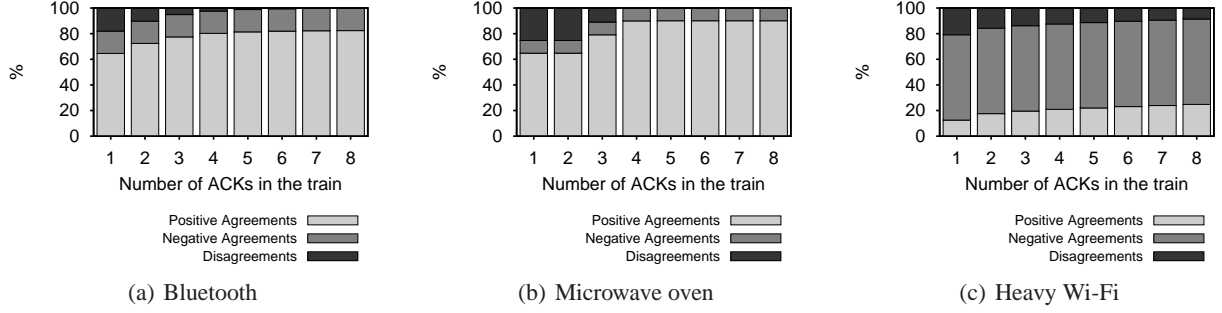 100
80
60
40
20
0
%
1 2 3 4 5 6 7 8
Number of ACKs in the train
Positive Agreements
Negative Agreements
Disagreements
(a) Bluetooth
100
80
60
40
20
0
%
1 2 3 4 5 6 7 8
Number of ACKs in the train
Positive Agreements
Negative Agreements
Disagreements
(b) Microwave oven
100
80
60
40
20
0
%
1 2 3 4 5 6 7 8
Number of ACKs in the train
Positive Agreements
Negative Agreements
Disagreements
(c) Heavy Wi-Fi